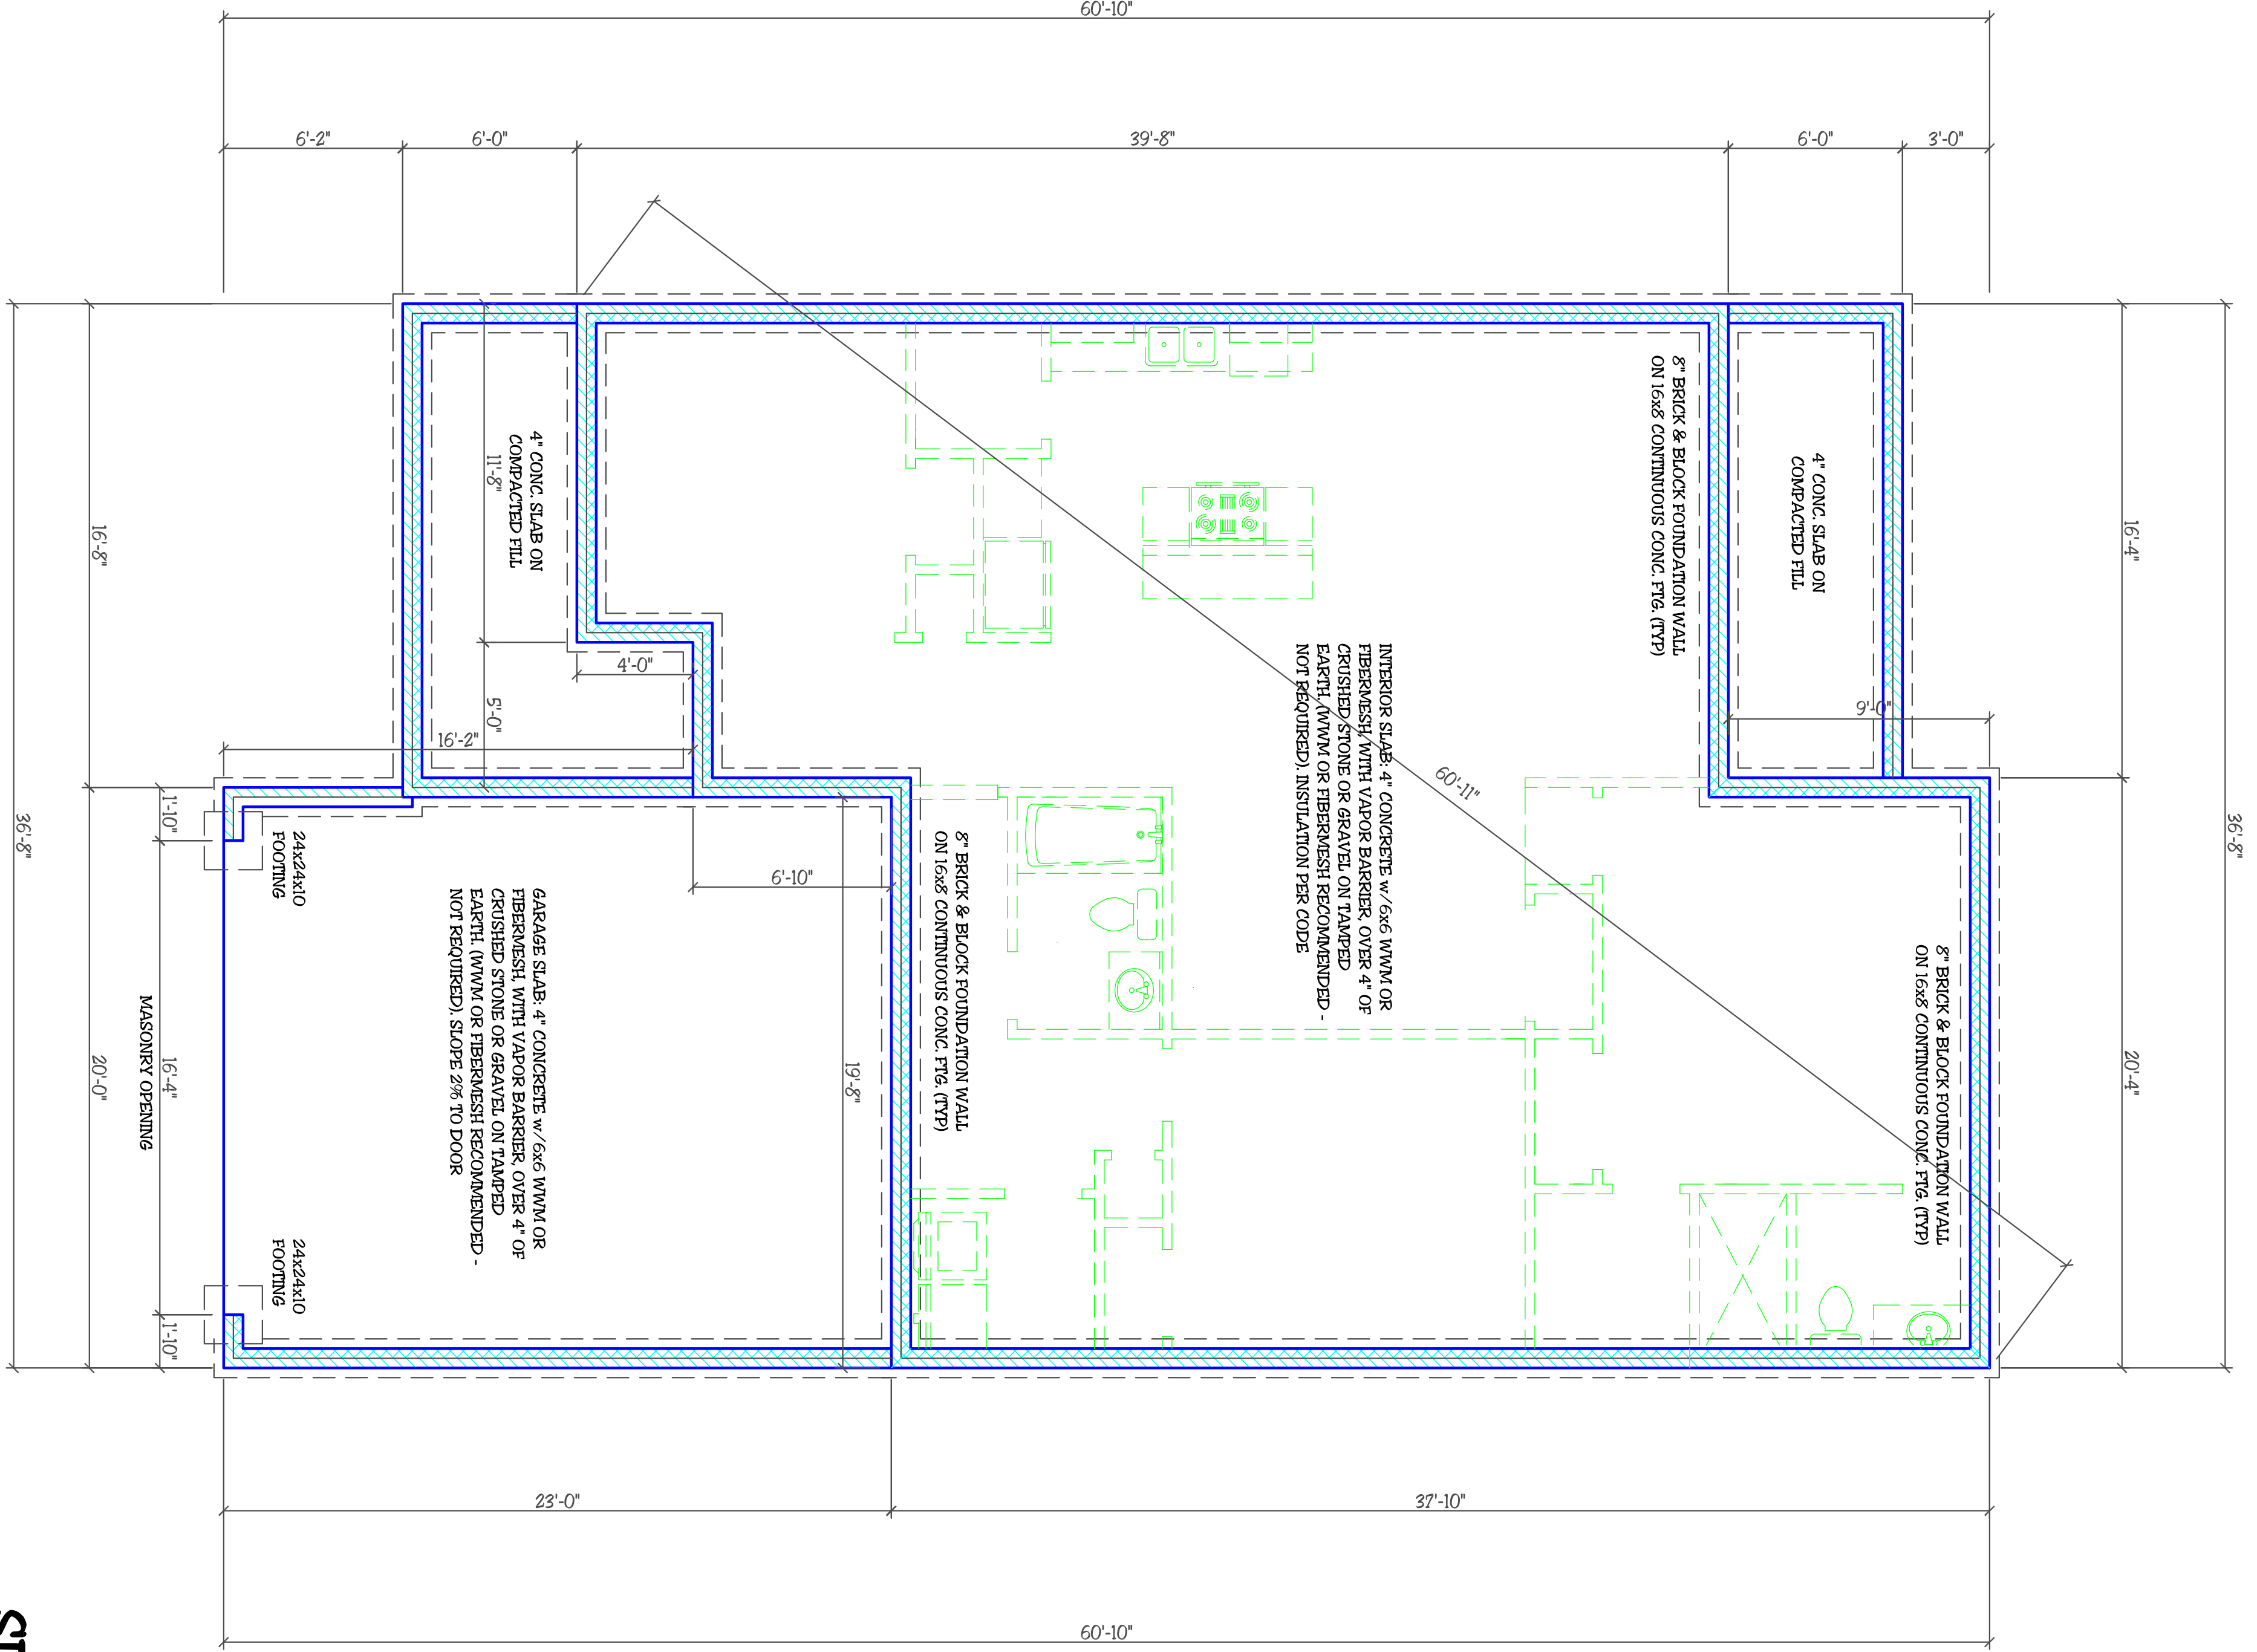 60'-10"
6'-2"
6'-0"
39'-8"
6'-0"
3'-0"
16'-8"
36'-8"
20'-0"
1'-10"
16'-4"
1'-10"
MASONRY OPENING
24x24x10
FOOTING
24x24x10
FOOTING
4" CONC. SLAB ON
COMPACTED FILL
11'-8"
5'-0"
4'-0"
16'-2"
6'-10"
19'-8"
GARAGE SLAB: 4" CONCRETE w/6x6 WWM OR
FIBERMESH, WITH VAPOR BARRIER, OVER 4" OF
CRUSHED STONE OR GRAVEL ON TAMPED
EARTH. (WWM OR FIBERMESH RECOMMENDED -
NOT REQUIRED). SLOPE 2% TO DOOR
8" BRICK & BLOCK FOUNDATION WALL
ON 16x8 CONTINUOUS CONC. FTG. (TYP)
INTERIOR SLAB: 4" CONCRETE w/6x6 WWM OR
FIBERMESH, WITH VAPOR BARRIER, OVER 4" OF
CRUSHED STONE OR GRAVEL ON TAMPED
EARTH. (WWM OR FIBERMESH RECOMMENDED -
NOT REQUIRED). INSULATION PER CODE
60'-11"
8" BRICK & BLOCK FOUNDATION WALL
ON 16x8 CONTINUOUS CONC. FTG. (TYP)
4" CONC. SLAB ON
COMPACTED FILL
9'-0"
8" BRICK & BLOCK FOUNDATION WALL
ON 16x8 CONTINUOUS CONC. FTG. (TYP)
16'-4"
36'-8"
20'-4"
23'-0"
37'-10"
60'-10"